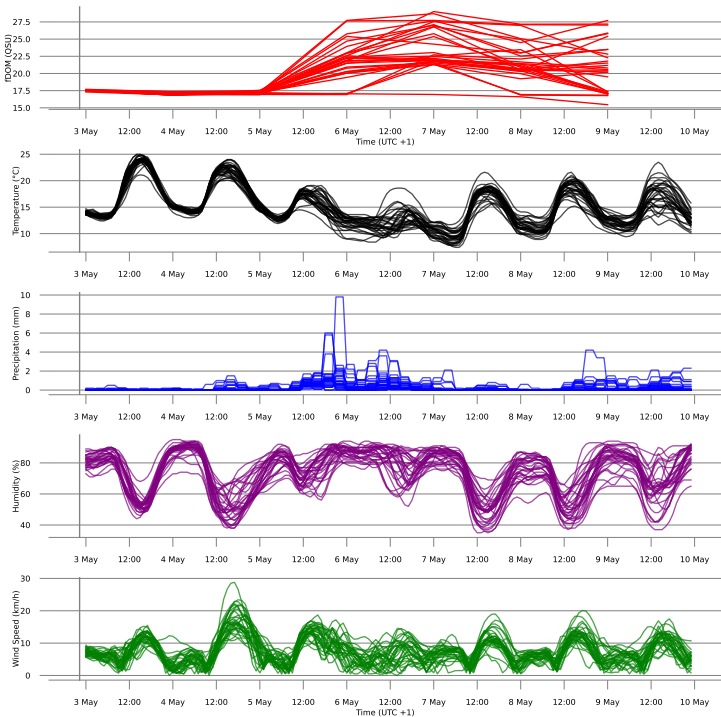 fDOM (QSU)
27.5
25.0
22.5
20.0
17.5
15.0
3 May 12:00 4 May 12:00 5 May 12:00 6 May 12:00 7 May 12:00 8 May 12:00 9 May 12:00 10 May
Time (UTC +1)
Temperature (°C)
25
20
15
10
3 May 12:00 4 May 12:00 5 May 12:00 6 May 12:00 7 May 12:00 8 May 12:00 9 May 12:00 10 May
Precipitation (mm)
10
8
6
4
2
0
3 May 12:00 4 May 12:00 5 May 12:00 6 May 12:00 7 May 12:00 8 May 12:00 9 May 12:00 10 May
Humidity (%)
80
60
40
3 May 12:00 4 May 12:00 5 May 12:00 6 May 12:00 7 May 12:00 8 May 12:00 9 May 12:00 10 May
Wind Speed (km/h)
30
20
10
0
3 May 12:00 4 May 12:00 5 May 12:00 6 May 12:00 7 May 12:00 8 May 12:00 9 May 12:00 10 May
Time (UTC +1)